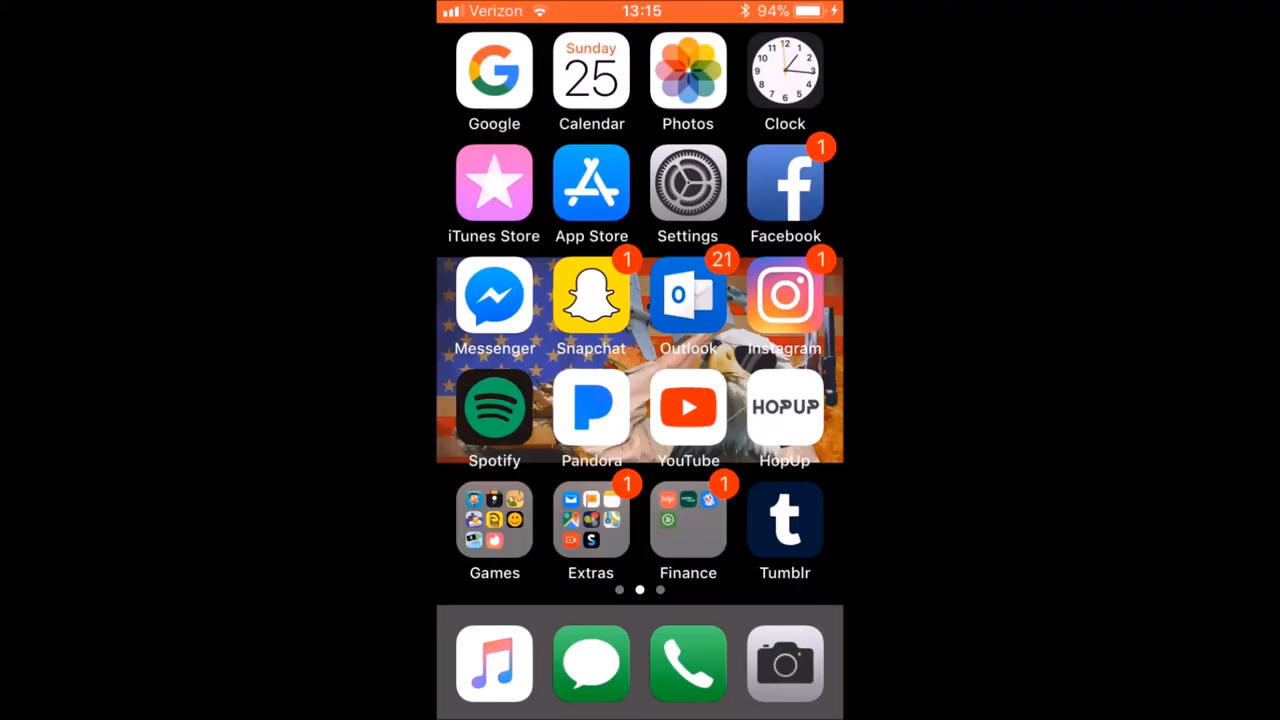 Verizon 13:15 94%
Sunday
25
Google Calendar Photos Clock
1
iTunes Store App Store Settings Facebook
1 21 1
Messenger Snapchat Outlook Instagram
HOPUP
Spotify Pandora YouTube HopUp
1 1
Games Extras Finance Tumblr